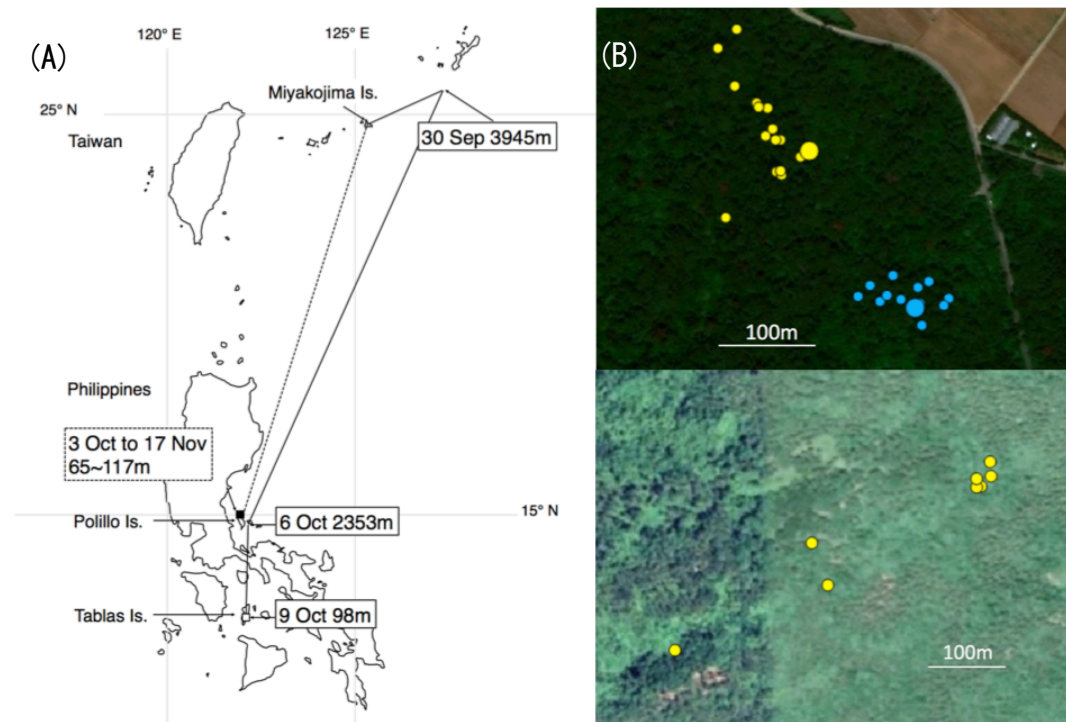 (A)
120° E
125° E
Miyakojima Is.
25° N
30 Sep 3945m
Taiwan
Philippines
3 Oct to 17 Nov
65~117m
Polillo Is.
6 Oct 2353m
15° N
Tablas Is.
9 Oct 98m
(B)
100m
100m